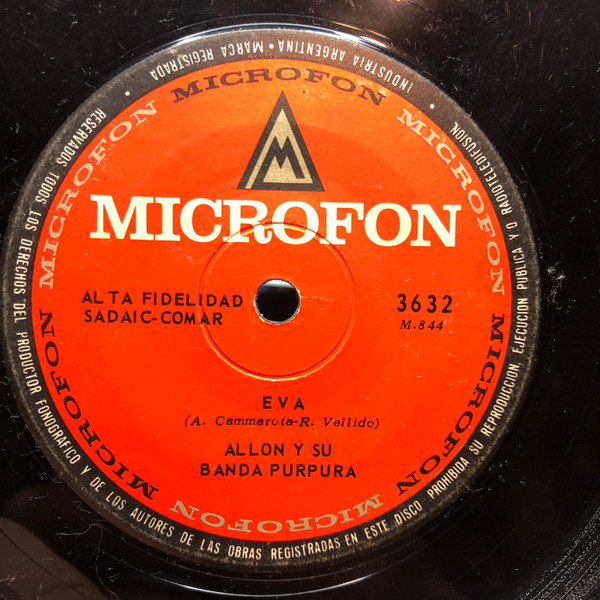 INDUSTRIA ARGENTINA • MARCA REGISTRADA •
RESERVADOS TODOS LOS DERECHOS DEL PRODUCTOR FONOGRAFICO Y DE LOS AUTORES DE LAS OBRAS REGISTRADAS EN ESTE DISCO PROHIBIDA SU REPRODUCCION, EJECUCION PUBLICA Y O RADIOTELEDIFUSION.
MICROFON MICROFON MICROFON MICROFON MICROFON MICROFON MICROFON
M
MICROFON
ALTA FIDELIDAD
SADAIC-COMAR
3632
M.844
EVA
(A. Cammarota-R. Vellido)
ALLON Y SU
BANDA PURPURA